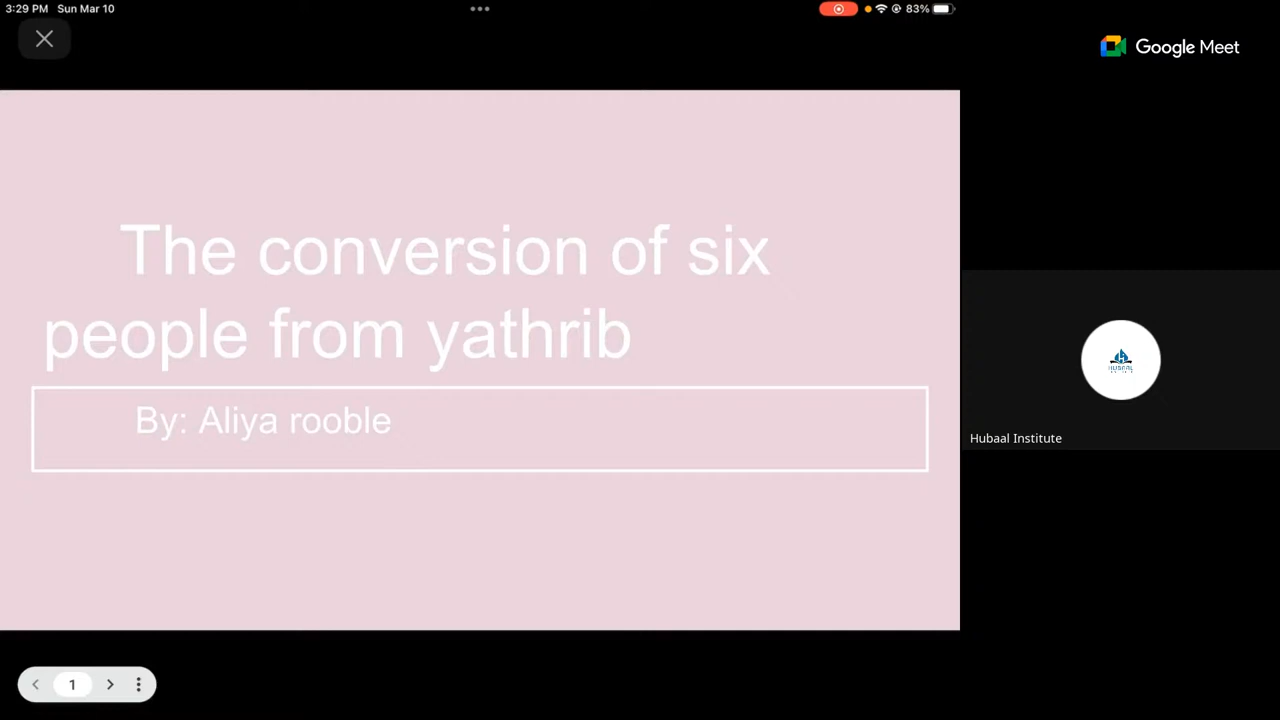 3:29 PM Sun Mar 10
83%
Google Meet
The conversion of six
people from yathrib
By: Aliya rooble
Hubaal Institute
1